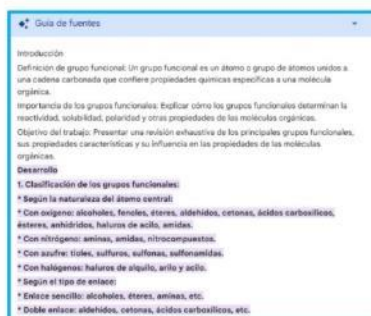 Guía de fuentes
Introducción
Definición de grupo funcional: Un grupo funcional es un átomo o grupo de átomos unidos a
una cadena carbonada que confiere propiedades químicas específicas a una molécula
orgánica.
Importancia de los grupos funcionales: Explicar cómo los grupos funcionales determinan la
reactividad, solubilidad, polaridad y otras propiedades de las moléculas orgánicas.
Objetivo del trabajo: Presentar una revisión exhaustiva de los principales grupos funcionales,
sus propiedades características y su influencia en las propiedades de las moléculas
orgánicas.
Desarrollo
1. Clasificación de los grupos funcionales:
* Según la naturaleza del átomo central:
* Con oxígeno: alcoholes, fenoles, éteres, aldehídos, cetonas, ácidos carboxílicos,
ésteres, anhídridos, haluros de acilo, amidas.
* Con nitrógeno: aminas, amidas, nitrocompuestos.
* Con azufre: tioles, sulfuros, sulfonas, sulfonamidas.
* Con halógenos: haluros de alquilo, arilo y acilo.
* Según el tipo de enlace:
* Enlace sencillo: alcoholes, éteres, aminas, etc.
* Doble enlace: aldehídos, cetonas, ácidos carboxílicos, etc.